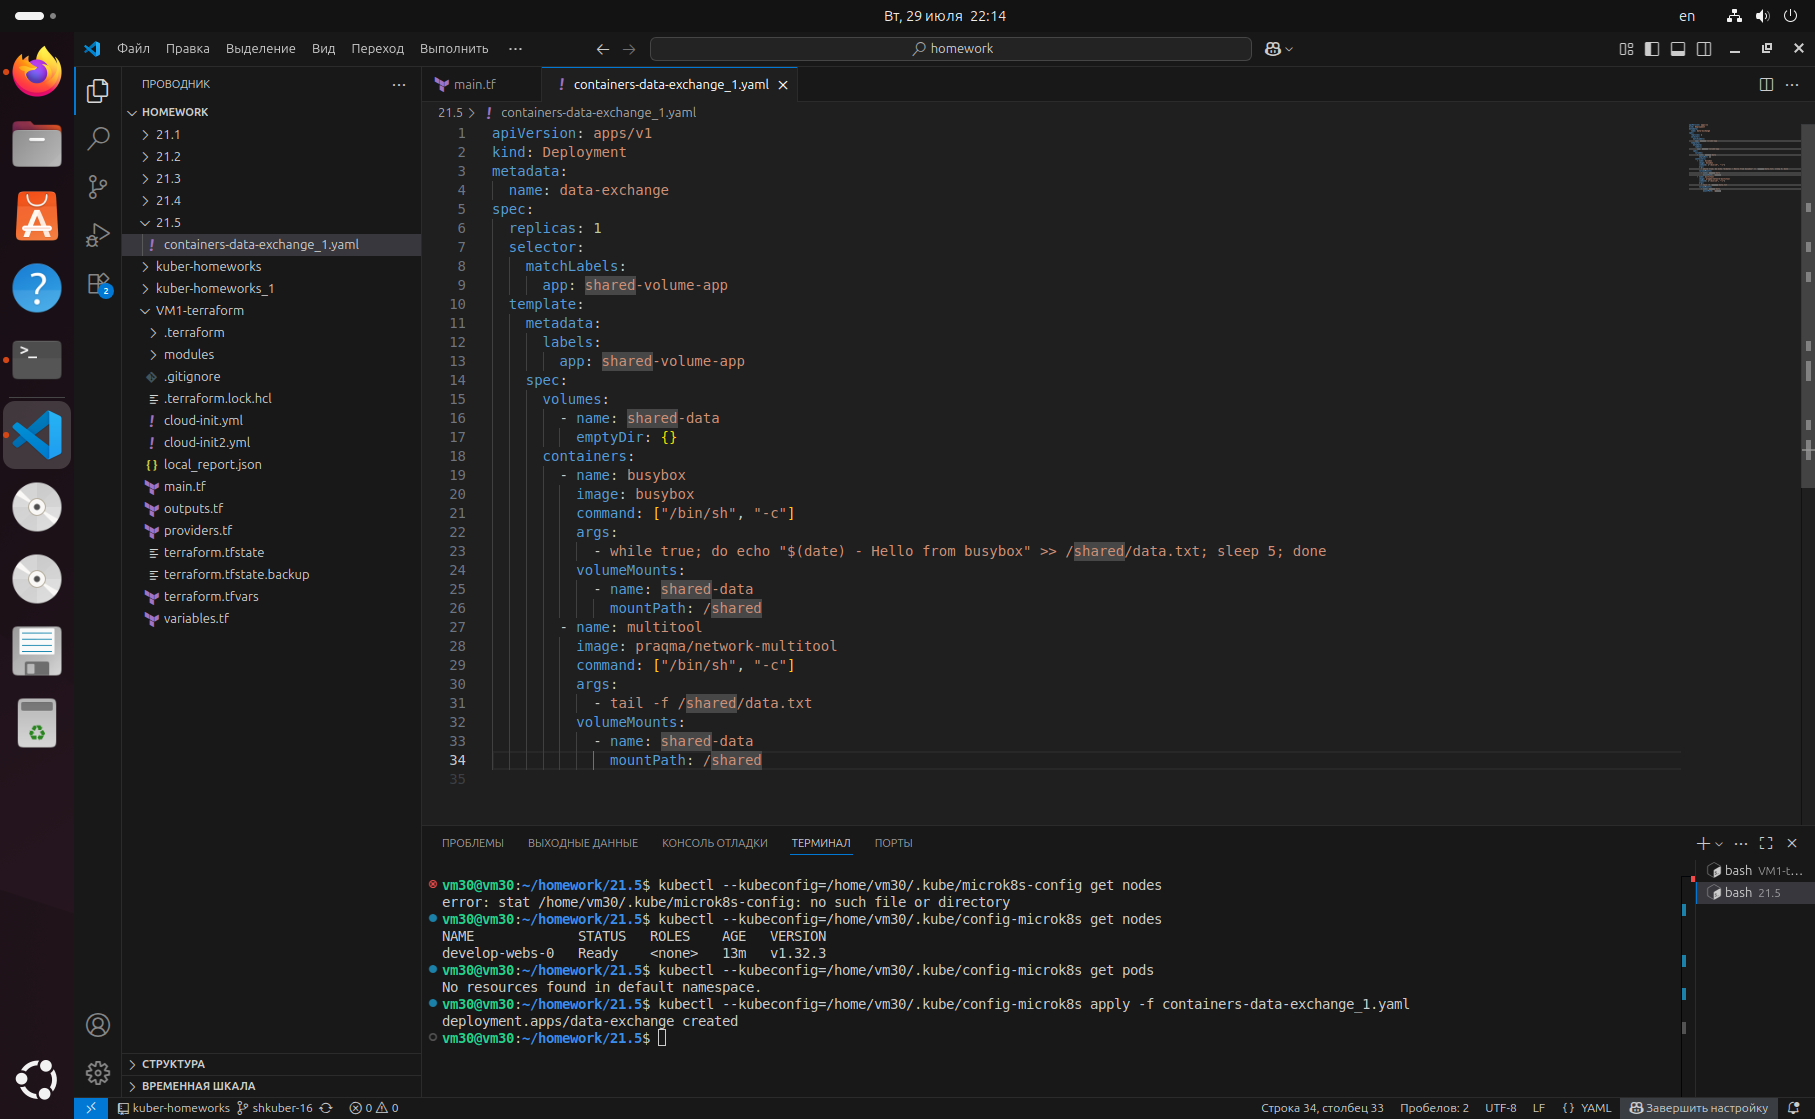 Вт, 29 июля 22:14
en
Файл Правка Выделение Вид Переход Выполнить ···
homework
ПРОВОДНИК
HOMEWORK
21.1
21.2
21.3
21.4
21.5
containers-data-exchange_1.yaml
kuber-homeworks
kuber-homeworks_1
VM1-terraform
.terraform
modules
.gitignore
.terraform.lock.hcl
cloud-init.yml
cloud-init2.yml
local_report.json
main.tf
outputs.tf
providers.tf
terraform.tfstate
terraform.tfstate.backup
terraform.tfvars
variables.tf
СТРУКТУРА
ВРЕМЕННАЯ ШКАЛА
2
main.tf
containers-data-exchange_1.yaml
21.5 > containers-data-exchange_1.yaml
1 apiVersion: apps/v1
2 kind: Deployment
3 metadata:
4 name: data-exchange
5 spec:
6 replicas: 1
7 selector:
8 matchLabels:
9 app: shared-volume-app
10 template:
11 metadata:
12 labels:
13 app: shared-volume-app
14 spec:
15 volumes:
16 - name: shared-data
17 emptyDir: {}
18 containers:
19 - name: busybox
20 image: busybox
21 command: ["/bin/sh", "-c"]
22 args:
23 - while true; do echo "$(date) - Hello from busybox" >> /shared/data.txt; sleep 5; done
24 volumeMounts:
25 - name: shared-data
26 mountPath: /shared
27 - name: multitool
28 image: praqma/network-multitool
29 command: ["/bin/sh", "-c"]
30 args:
31 - tail -f /shared/data.txt
32 volumeMounts:
33 - name: shared-data
34 mountPath: /shared
35
ПРОБЛЕМЫ ВЫХОДНЫЕ ДАННЫЕ КОНСОЛЬ ОТЛАДКИ ТЕРМИНАЛ ПОРТЫ
vm30@vm30:~/homework/21.5$ kubectl --kubeconfig=/home/vm30/.kube/microk8s-config get nodes
error: stat /home/vm30/.kube/microk8s-config: no such file or directory
vm30@vm30:~/homework/21.5$ kubectl --kubeconfig=/home/vm30/.kube/config-microk8s get nodes
NAME STATUS ROLES AGE VERSION
develop-webs-0 Ready <none> 13m v1.32.3
vm30@vm30:~/homework/21.5$ kubectl --kubeconfig=/home/vm30/.kube/config-microk8s get pods
No resources found in default namespace.
vm30@vm30:~/homework/21.5$ kubectl --kubeconfig=/home/vm30/.kube/config-microk8s apply -f containers-data-exchange_1.yaml
deployment.apps/data-exchange created
vm30@vm30:~/homework/21.5$
bash VM1-t...
bash 21.5
kuber-homeworks shkuber-16 0 0
Строка 34, столбец 33 Пробелов: 2 UTF-8 LF {} YAML Завершить настройку